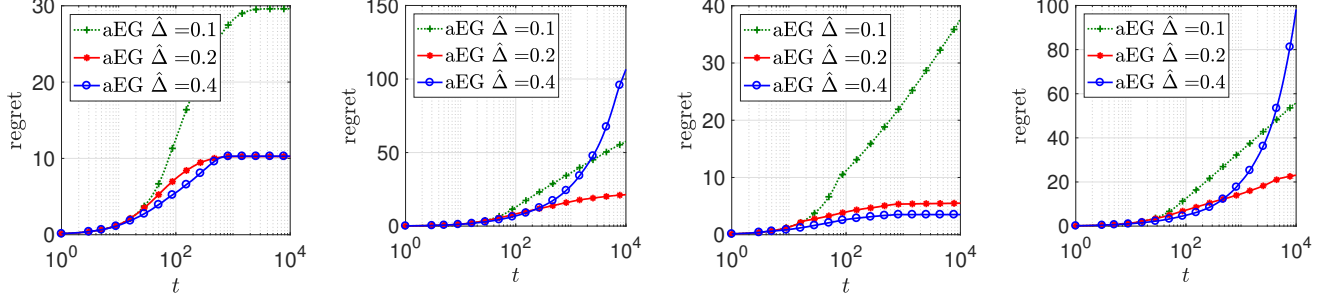 30
20
10
0
regret
aEG Δ̂ =0.1
aEG Δ̂ =0.2
aEG Δ̂ =0.4
10^0 10^2 10^4
t
150
100
50
0
regret
aEG Δ̂ =0.1
aEG Δ̂ =0.2
aEG Δ̂ =0.4
10^0 10^2 10^4
t
40
30
20
10
0
regret
aEG Δ̂ =0.1
aEG Δ̂ =0.2
aEG Δ̂ =0.4
10^0 10^2 10^4
t
100
80
60
40
20
0
regret
aEG Δ̂ =0.1
aEG Δ̂ =0.2
aEG Δ̂ =0.4
10^0 10^2 10^4
t